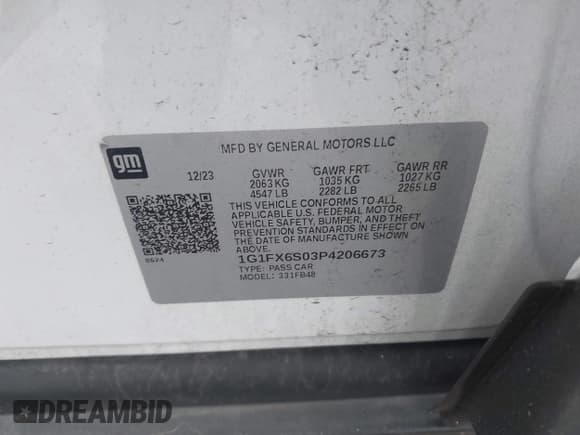 gm
MFD BY GENERAL MOTORS LLC
12/23 GVWR GAWR FRT GAWR RR
2063 KG 1035 KG 1027 KG
4547 LB 2282 LB 2265 LB
THIS VEHICLE CONFORMS TO ALL
APPLICABLE U.S. FEDERAL MOTOR
VEHICLE SAFETY, BUMPER, AND THEFT
PREVENTION STANDARDS IN EFFECT ON
THE DATE OF MANUFACTURE SHOWN
ABOVE.
1G1FX6S03P4206673
TYPE: PASS CAR
MODEL: 331FB48
DREAMBID